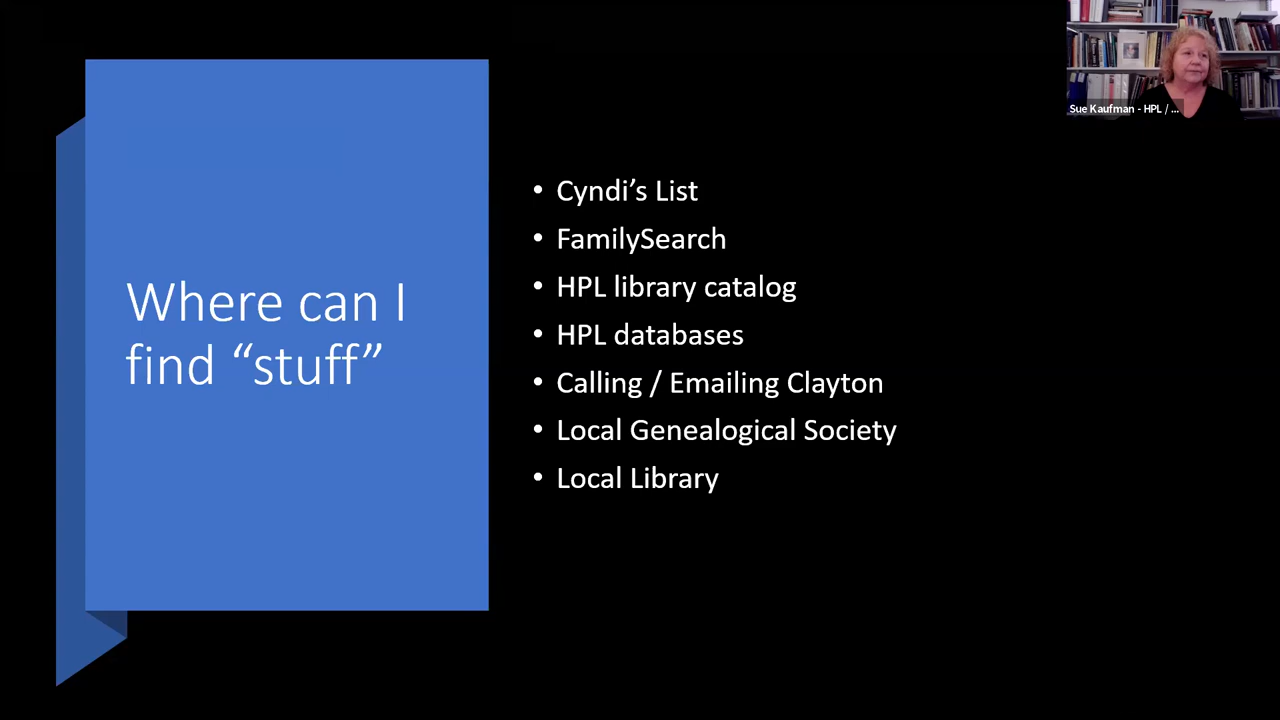 Sue Kaufman - HPL / ...
Where can I
find “stuff”
• Cyndi’s List
• FamilySearch
• HPL library catalog
• HPL databases
• Calling / Emailing Clayton
• Local Genealogical Society
• Local Library